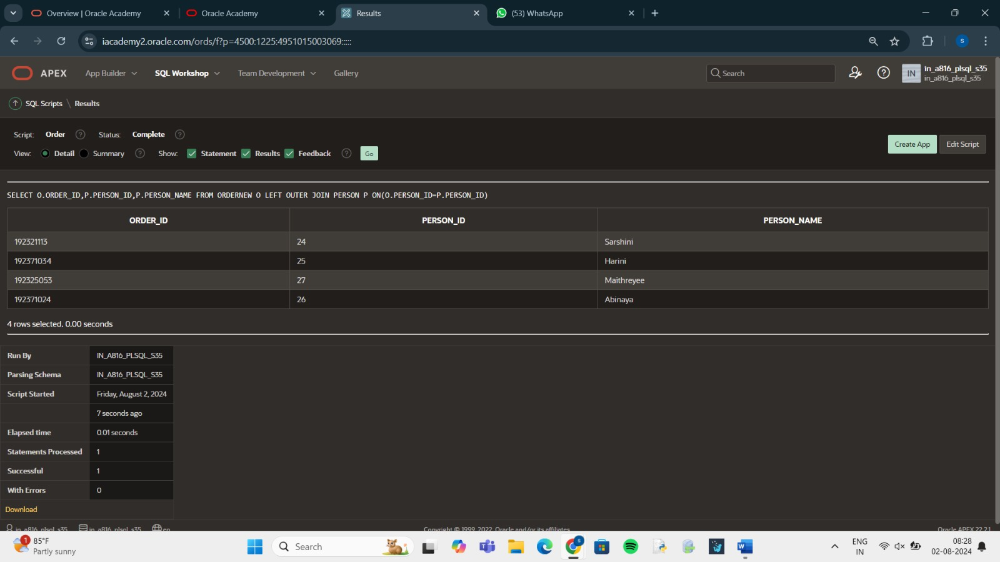 Overview | Oracle Academy
Oracle Academy
Results
(53) WhatsApp
iacademy2.oracle.com/ords/f?p=4500:1225:4951015003069:::::
S
APEX
App Builder
SQL Workshop
Team Development
Gallery
Search
IN
in_a816_plsql_s35
in_a816_plsql_s35
SQL Scripts \ Results
Script: Order ? Status: Complete ?
View: Detail Summary ? Show: Statement Results Feedback ? Go
Create App
Edit Script
SELECT O.ORDER_ID,P.PERSON_ID,P.PERSON_NAME FROM ORDERNEW O LEFT OUTER JOIN PERSON P ON(O.PERSON_ID=P.PERSON_ID)
ORDER_ID PERSON_ID PERSON_NAME
192321113 24 Sarshini
192371034 25 Harini
192325053 27 Maithreyee
192371024 26 Abinaya
4 rows selected. 0.00 seconds
Run By IN_A816_PLSQL_S35
Parsing Schema IN_A816_PLSQL_S35
Script Started Friday, August 2, 2024
7 seconds ago
Elapsed time 0.01 seconds
Statements Processed 1
Successful 1
With Errors 0
Download
in_a816_plsql_s35 in_a816_plsql_s35 en
Copyright © 1999, 2022, Oracle and/or its affiliates.
Oracle APEX 22.2.1
1
85°F
Partly sunny
Search
ENG
IN
08:28
02-08-2024